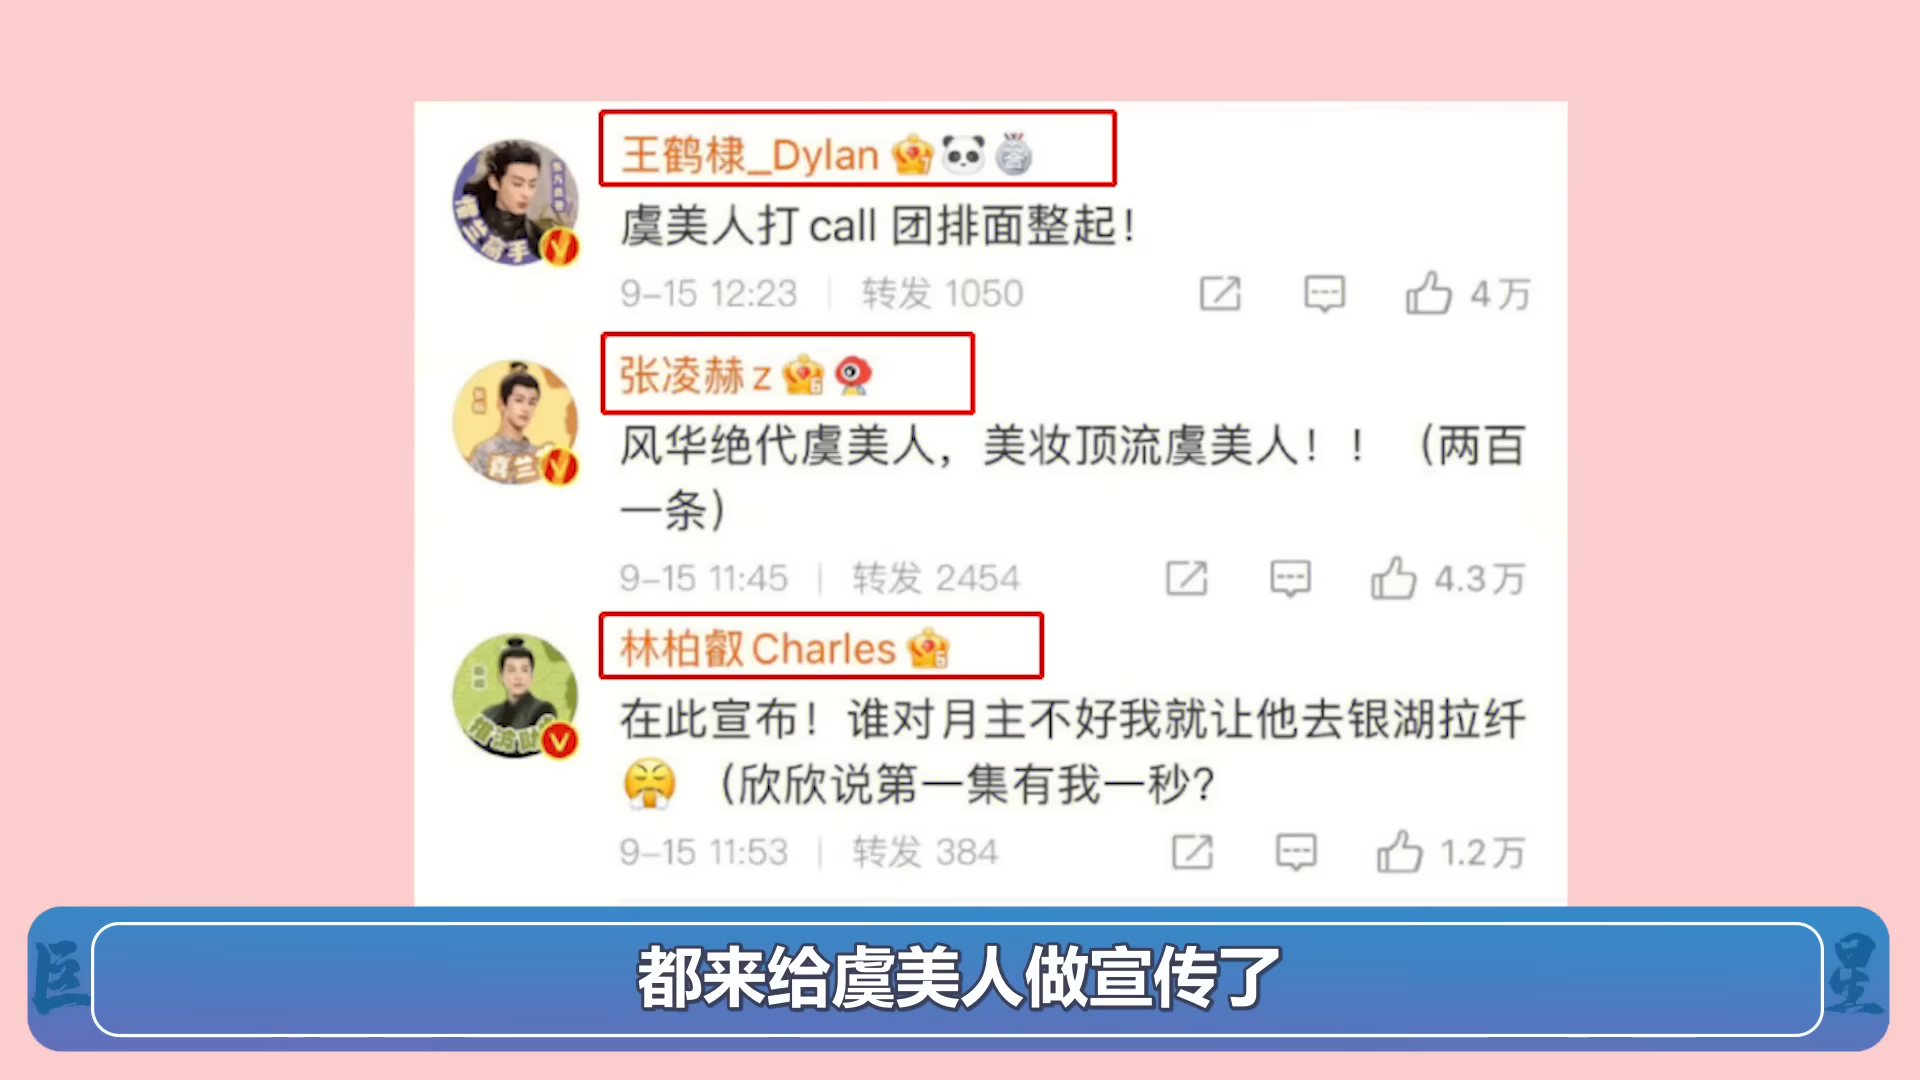 王鹤棣_Dylan
虞美人打call 团排面整起！
9-15 12:23 转发 1050 4万
张凌赫z
风华绝代虞美人，美妆顶流虞美人！！（两百
一条）
9-15 11:45 转发 2454 4.3万
林柏叡Charles
在此宣布！谁对月主不好我就让他去银湖拉纤
（欣欣说第一集有我一秒？
9-15 11:53 转发 384 1.2万
巨 都来给虞美人做宣传了 星